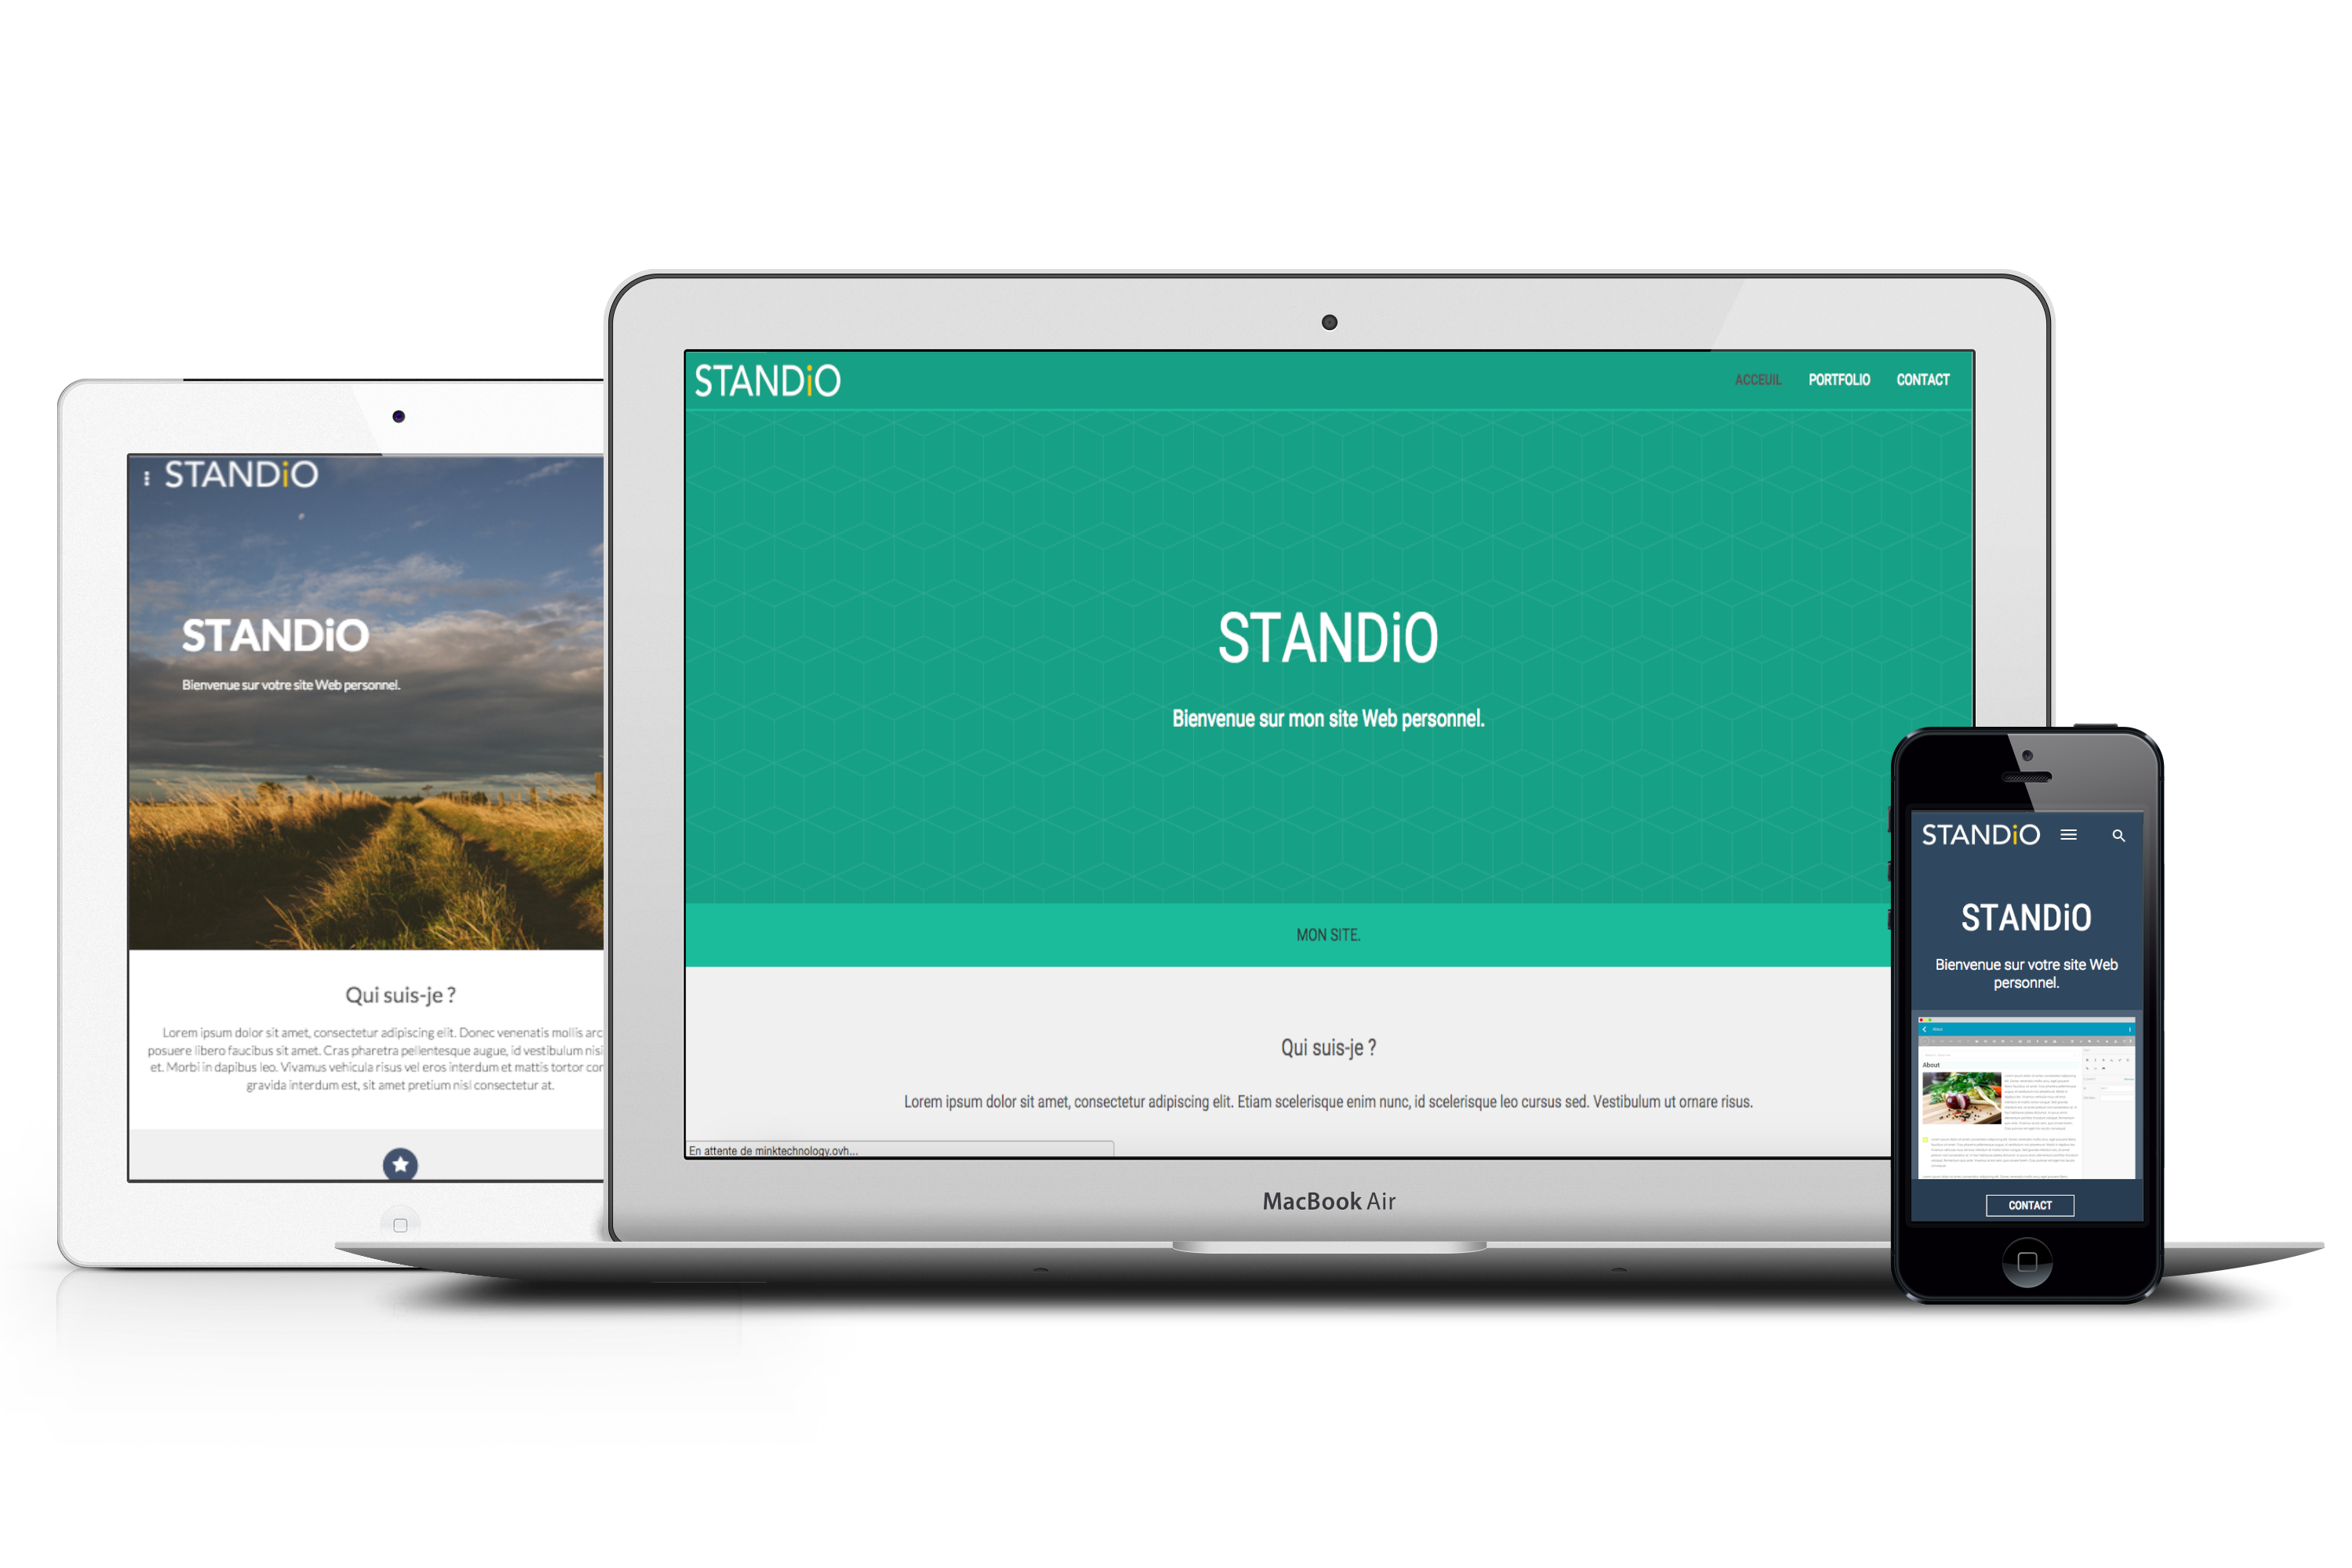 STANDiO
STANDiO
Bienvenue sur votre site Web personnel.
Qui suis-je ?
Lorem ipsum dolor sit amet, consectetur adipiscing elit. Donec venenatis mollis arc
posuere libero faucibus sit amet. Cras pharetra pellentesque augue, id vestibulum nisi
et. Morbi in dapibus leo. Vivamus vehicula risus vel eros interdum et mattis tortor con
gravida interdum est, sit amet pretium nisl consectetur at.
STANDiO
ACCEUIL PORTFOLIO CONTACT
STANDiO
Bienvenue sur mon site Web personnel.
MON SITE.
Qui suis-je ?
Lorem ipsum dolor sit amet, consectetur adipiscing elit. Etiam scelerisque enim nunc, id scelerisque leo cursus sed. Vestibulum ut ornare risus.
En attente de minktechnology.ovh...
MacBook Air
STANDiO
STANDiO
Bienvenue sur votre site Web
personnel.
About
About
CONTACT